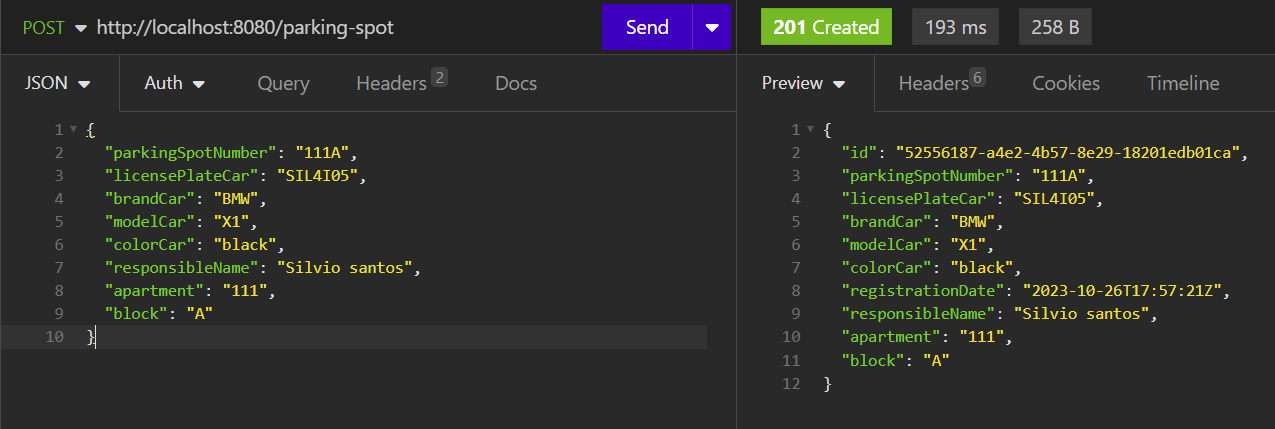 POST http://localhost:8080/parking-spot Send
JSON Auth Query Headers 2 Docs
1 {
2 "parkingSpotNumber": "111A",
3 "licensePlateCar": "SIL4I05",
4 "brandCar": "BMW",
5 "modelCar": "X1",
6 "colorCar": "black",
7 "responsibleName": "Silvio santos",
8 "apartment": "111",
9 "block": "A"
10 }
201 Created 193 ms 258 B
Preview Headers 6 Cookies Timeline
1 {
2 "id": "52556187-a4e2-4b57-8e29-18201edb01ca",
3 "parkingSpotNumber": "111A",
4 "licensePlateCar": "SIL4I05",
5 "brandCar": "BMW",
6 "modelCar": "X1",
7 "colorCar": "black",
8 "registrationDate": "2023-10-26T17:57:21Z",
9 "responsibleName": "Silvio santos",
10 "apartment": "111",
11 "block": "A"
12 }